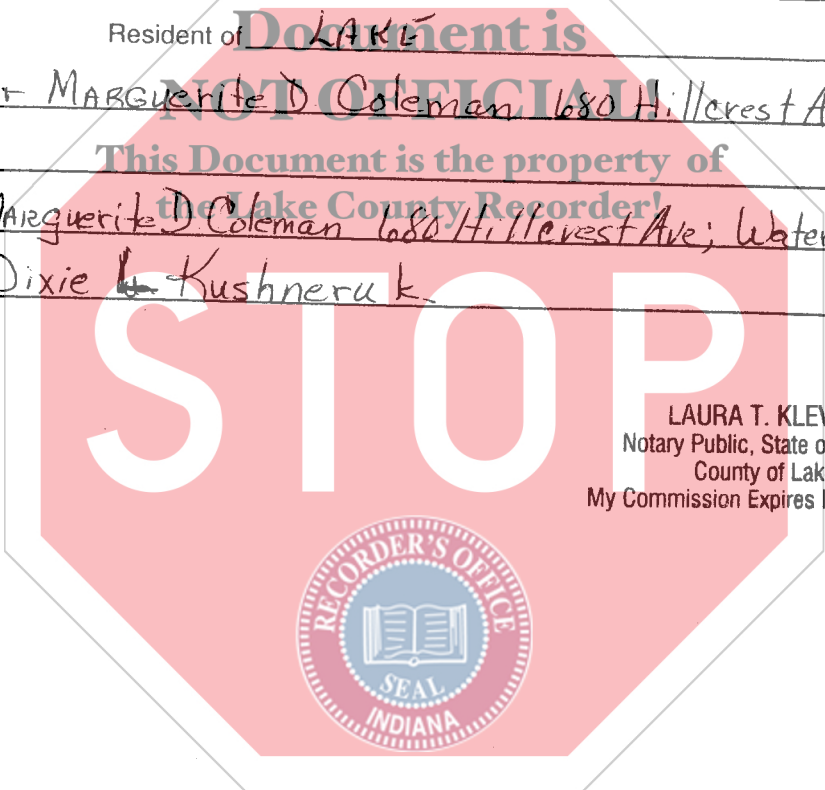 Document is
Resident of LAKE
NOT OFFICIAL!
Marguerite D. Coleman 680 Hillcrest A
This Document is the property of
the Lake County Recorder!
Marguerite D Coleman 680 Hillcrest Ave; Water
Dixie L Kushneruk
STOP
LAURA T. KLEV
Notary Public, State o
County of Lak
My Commission Expires
RECORDER'S OFFICE
SEAL
INDIANA